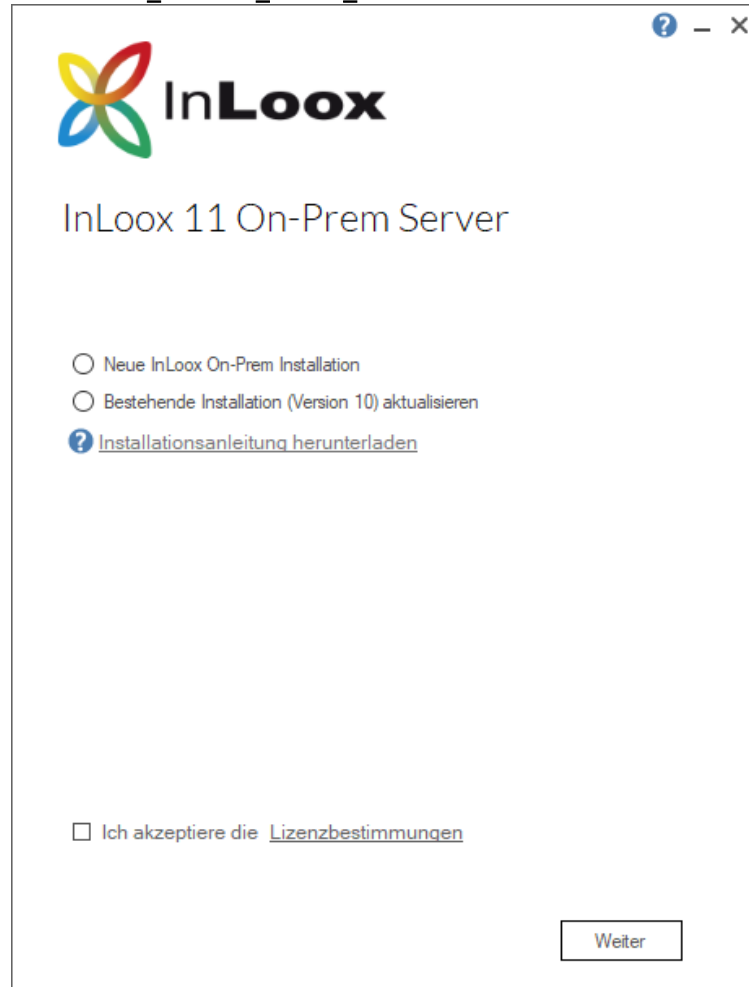 InLoox
InLoox 11 On-Prem Server
Neue InLoox On-Prem Installation
Bestehende Installation (Version 10) aktualisieren
? Installationsanleitung herunterladen
Ich akzeptiere die Lizenzbestimmungen
Weiter